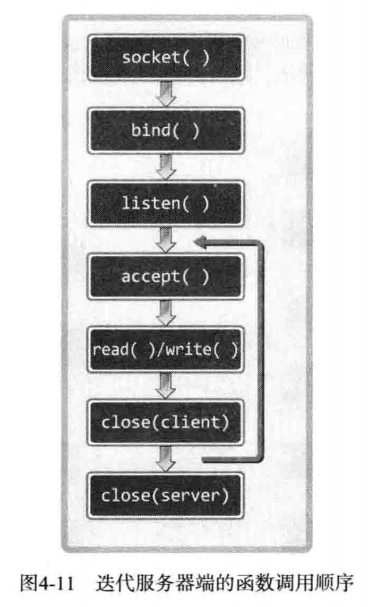 socket( )
bind( )
listen( )
accept( )
read( )/write( )
close(client)
close(server)
图4-11 迭代服务器端的函数调用顺序